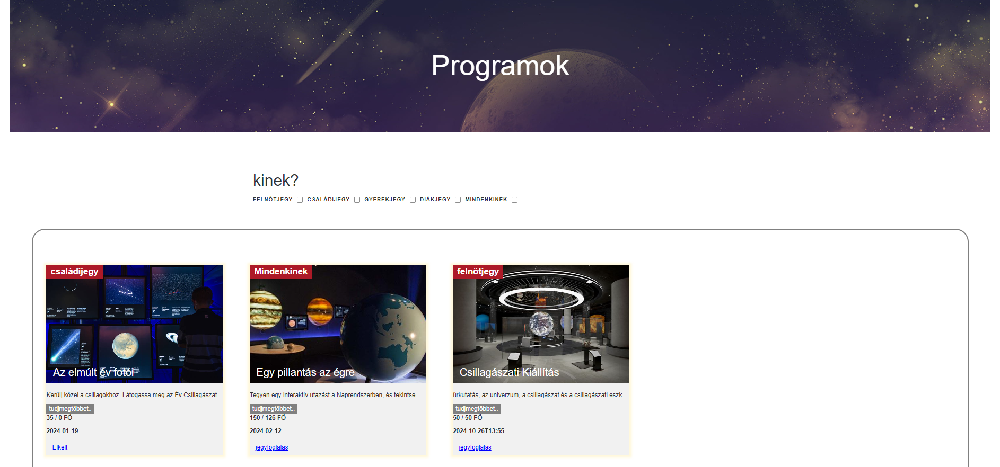 Programok
kinek?
FELNŐTJEGY CSALÁDIJEGY GYEREKJEGY DIÁKJEGY MINDENKINEK
családijegy
Az elmúlt év fotói
Kerülj közel a csillagokhoz. Látogassa meg az Év Csillagászat...
tudjmegtöbbet..
35 / 0 FŐ
2024-01-19
Elkelt
Mindenkinek
Egy pillantás az égre
Tegyen egy interaktív utazást a Naprendszerben, és tekintse ...
tudjmegtöbbet..
150 / 126 FŐ
2024-02-12
jegyfoglalas
felnőtjegy
Csillagászati Kiállítás
űrkutatás, az univerzum, a csillagászat és a csillagászati eszk...
tudjmegtöbbet..
50 / 50 FŐ
2024-10-26T13:55
jegyfoglalas